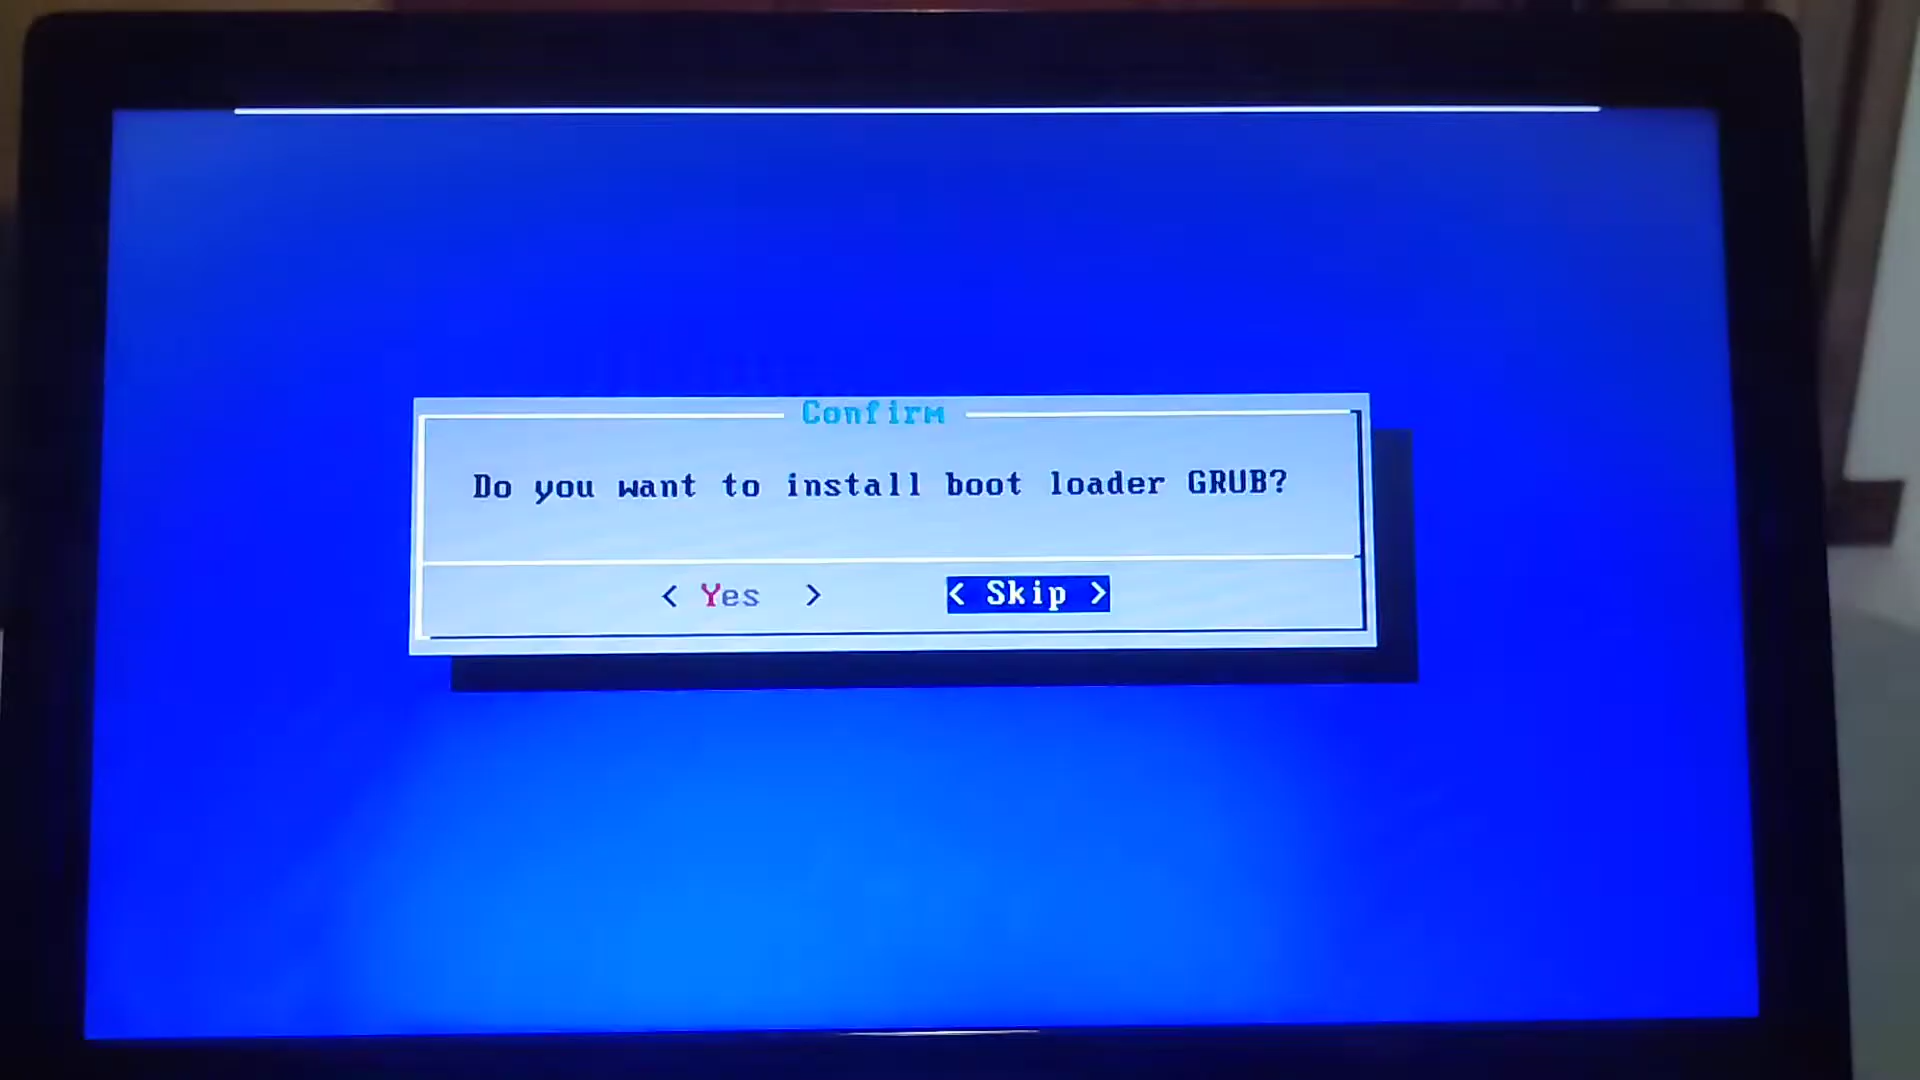 Confirm
Do you want to install boot loader GRUB?
< Yes > < Skip >